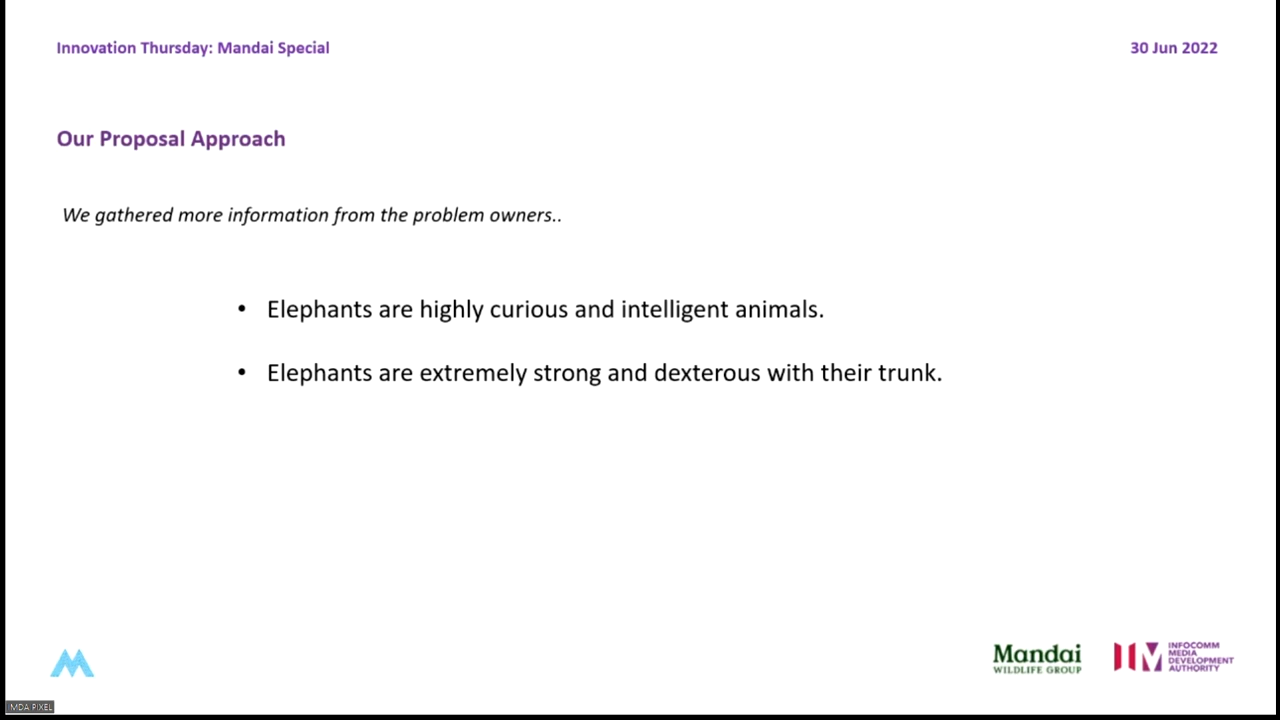 Innovation Thursday: Mandai Special
30 Jun 2022
Our Proposal Approach
We gathered more information from the problem owners..
• Elephants are highly curious and intelligent animals.
• Elephants are extremely strong and dexterous with their trunk.
Mandai
WILDLIFE GROUP
INFOCOMM
MEDIA
DEVELOPMENT
AUTHORITY
IMDA PIXEL